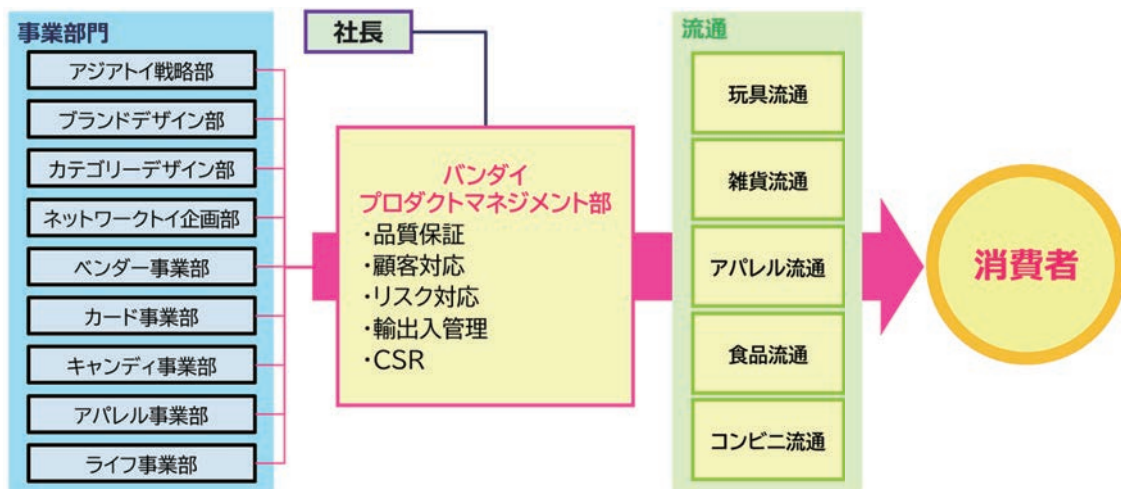 事業部門
アジアトイ戦略部
ブランドデザイン部
カテゴリーデザイン部
ネットワークトイ企画部
ベンダー事業部
カード事業部
キャンディ事業部
アパレル事業部
ライフ事業部
社長
バンダイ
プロダクトマネジメント部
・品質保証
・顧客対応
・リスク対応
・輸出入管理
・CSR
流通
玩具流通
雑貨流通
アパレル流通
食品流通
コンビニ流通
消費者